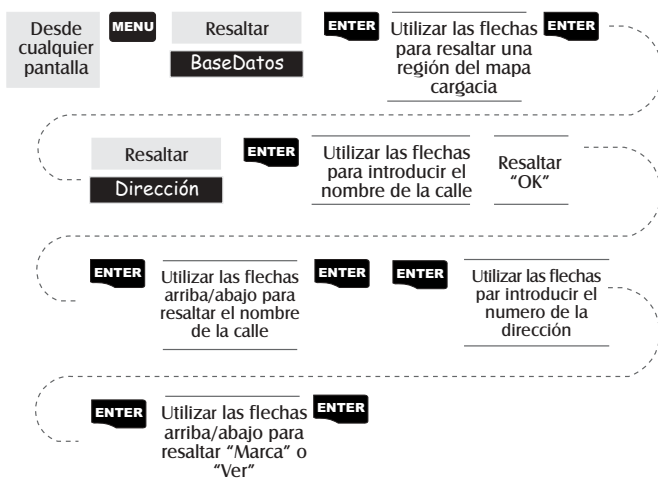 Desde
cualquier
pantalla
MENU
Resaltar
BaseDatos
ENTER
Utilizar las flechas
para resaltar una
región del mapa
cargacia
ENTER
Resaltar
Dirección
ENTER
Utilizar las flechas
para introducir el
nombre de la calle
Resaltar
“OK”
ENTER
Utilizar las flechas
arriba/abajo para
resaltar el nombre
de la calle
ENTER
ENTER
Utilizar las flechas
par introducir el
numero de la
dirección
ENTER
Utilizar las flechas
arriba/abajo para
resaltar “Marca” o
“Ver”
ENTER